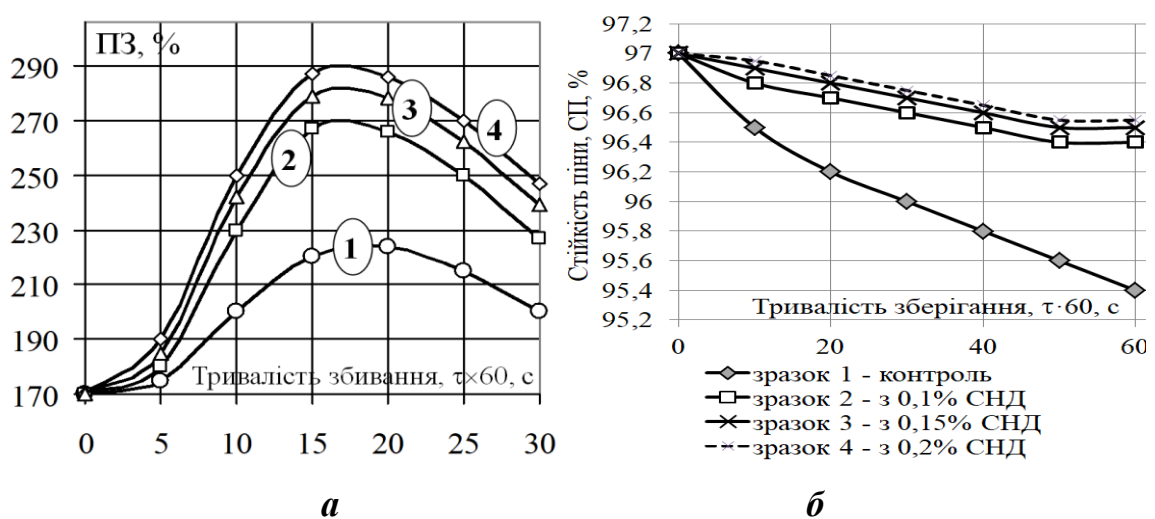 ПЗ, %
290
270
250
230
210
190
170
1
2
3
4
Тривалість збивання, τ×60, с
0 5 10 15 20 25 30
а
Стійкість піни, СП, %
97,2
97
96,8
96,6
96,4
96,2
96
95,8
95,6
95,4
95,2
Тривалість зберігання, τ·60, с
0 20 40 60
зразок 1 - контроль
зразок 2 - з 0,1% СНД
зразок 3 - з 0,15% СНД
зразок 4 - з 0,2% СНД
б